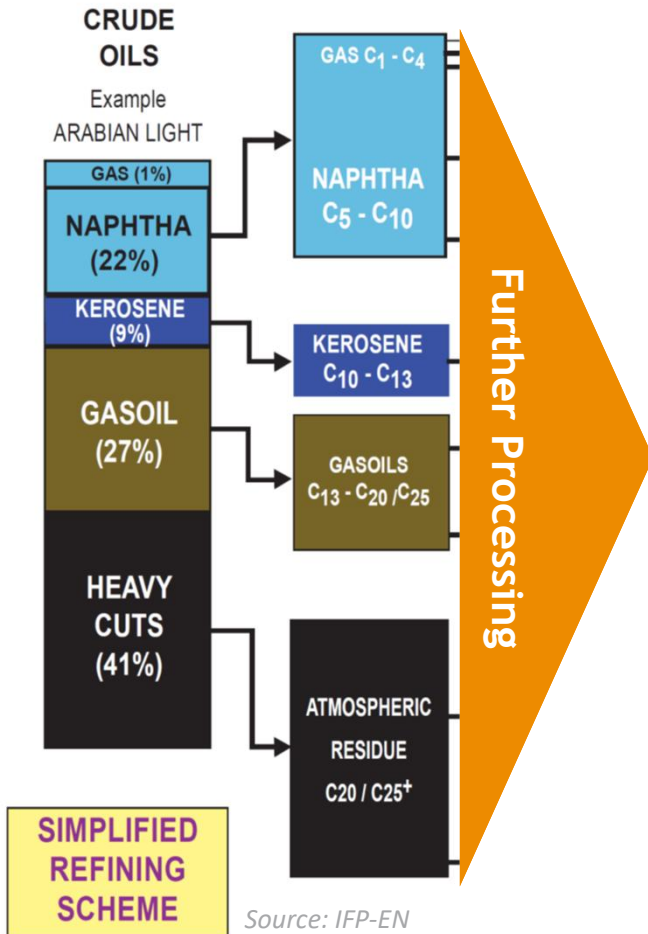 CRUDE
OILS
Example
ARABIAN LIGHT
GAS (1%)
NAPHTHA
(22%)
KEROSENE
(9%)
GASOIL
(27%)
HEAVY
CUTS
(41%)
GAS C1 - C4
NAPHTHA
C5 - C10
KEROSENE
C10 - C13
GASOILS
C13 - C20 /C25
ATMOSPHERIC
RESIDUE
C20 / C25+
Further Processing
SIMPLIFIED
REFINING
SCHEME
Source: IFP-EN